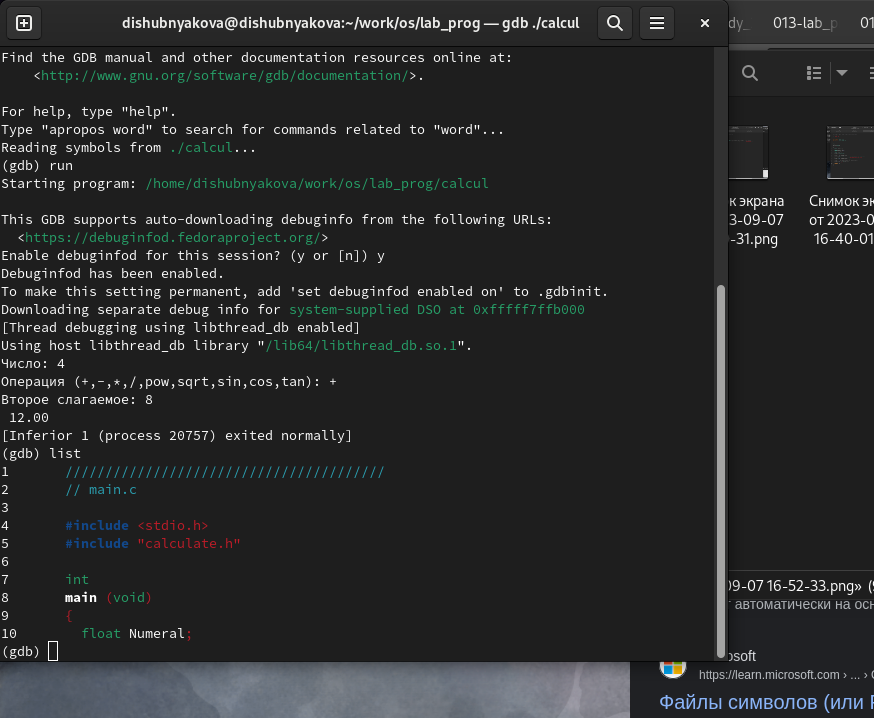 dishubnyakova@dishubnyakova:~/work/os/lab_prog — gdb ./calcul
Find the GDB manual and other documentation resources online at:
<http://www.gnu.org/software/gdb/documentation/>.
For help, type "help".
Type "apropos word" to search for commands related to "word"...
Reading symbols from ./calcul...
(gdb) run
Starting program: /home/dishubnyakova/work/os/lab_prog/calcul
This GDB supports auto-downloading debuginfo from the following URLs:
<https://debuginfod.fedoraproject.org/>
Enable debuginfod for this session? (y or [n]) y
Debuginfod has been enabled.
To make this setting permanent, add 'set debuginfod enabled on' to .gdbinit.
Downloading separate debug info for system-supplied DSO at 0xfffff7ffb000
[Thread debugging using libthread_db enabled]
Using host libthread_db library "/lib64/libthread_db.so.1".
Число: 4
Операция (+,-,*,/,pow,sqrt,sin,cos,tan): +
Второе слагаемое: 8
12.00
[Inferior 1 (process 20757) exited normally]
(gdb) list
1 ////////////////////////////////////////
2 // main.c
3
4 #include <stdio.h>
5 #include "calculate.h"
6
7 int
8 main (void)
9 {
10 float Numeral;
(gdb)
dy_
013-lab_p
01
к экрана
3-09-07
-31.png
Снимок эк
от 2023-0
16-40-01
09-07 16-52-33.png»
автоматически на осн
osoft
https://learn.microsoft.com › ... ›
Файлы символов (или